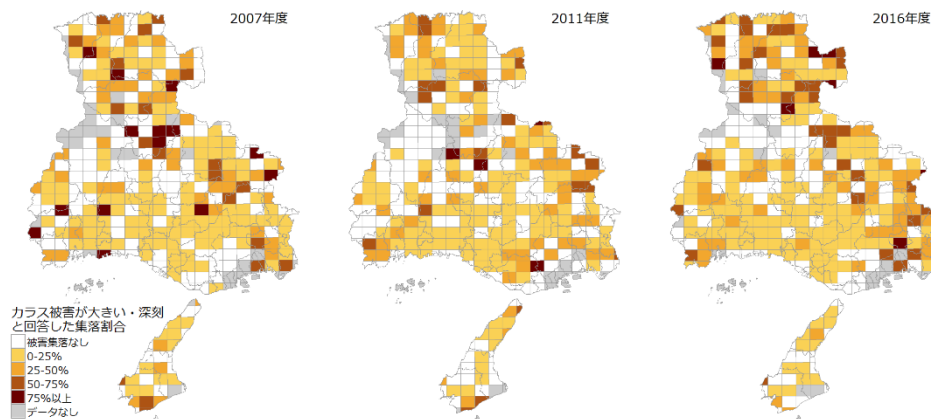 2007年度
2011年度
2016年度
カラス被害が大きい・深刻
と回答した集落割合
被害集落なし
0-25%
25-50%
50-75%
75%以上
データなし